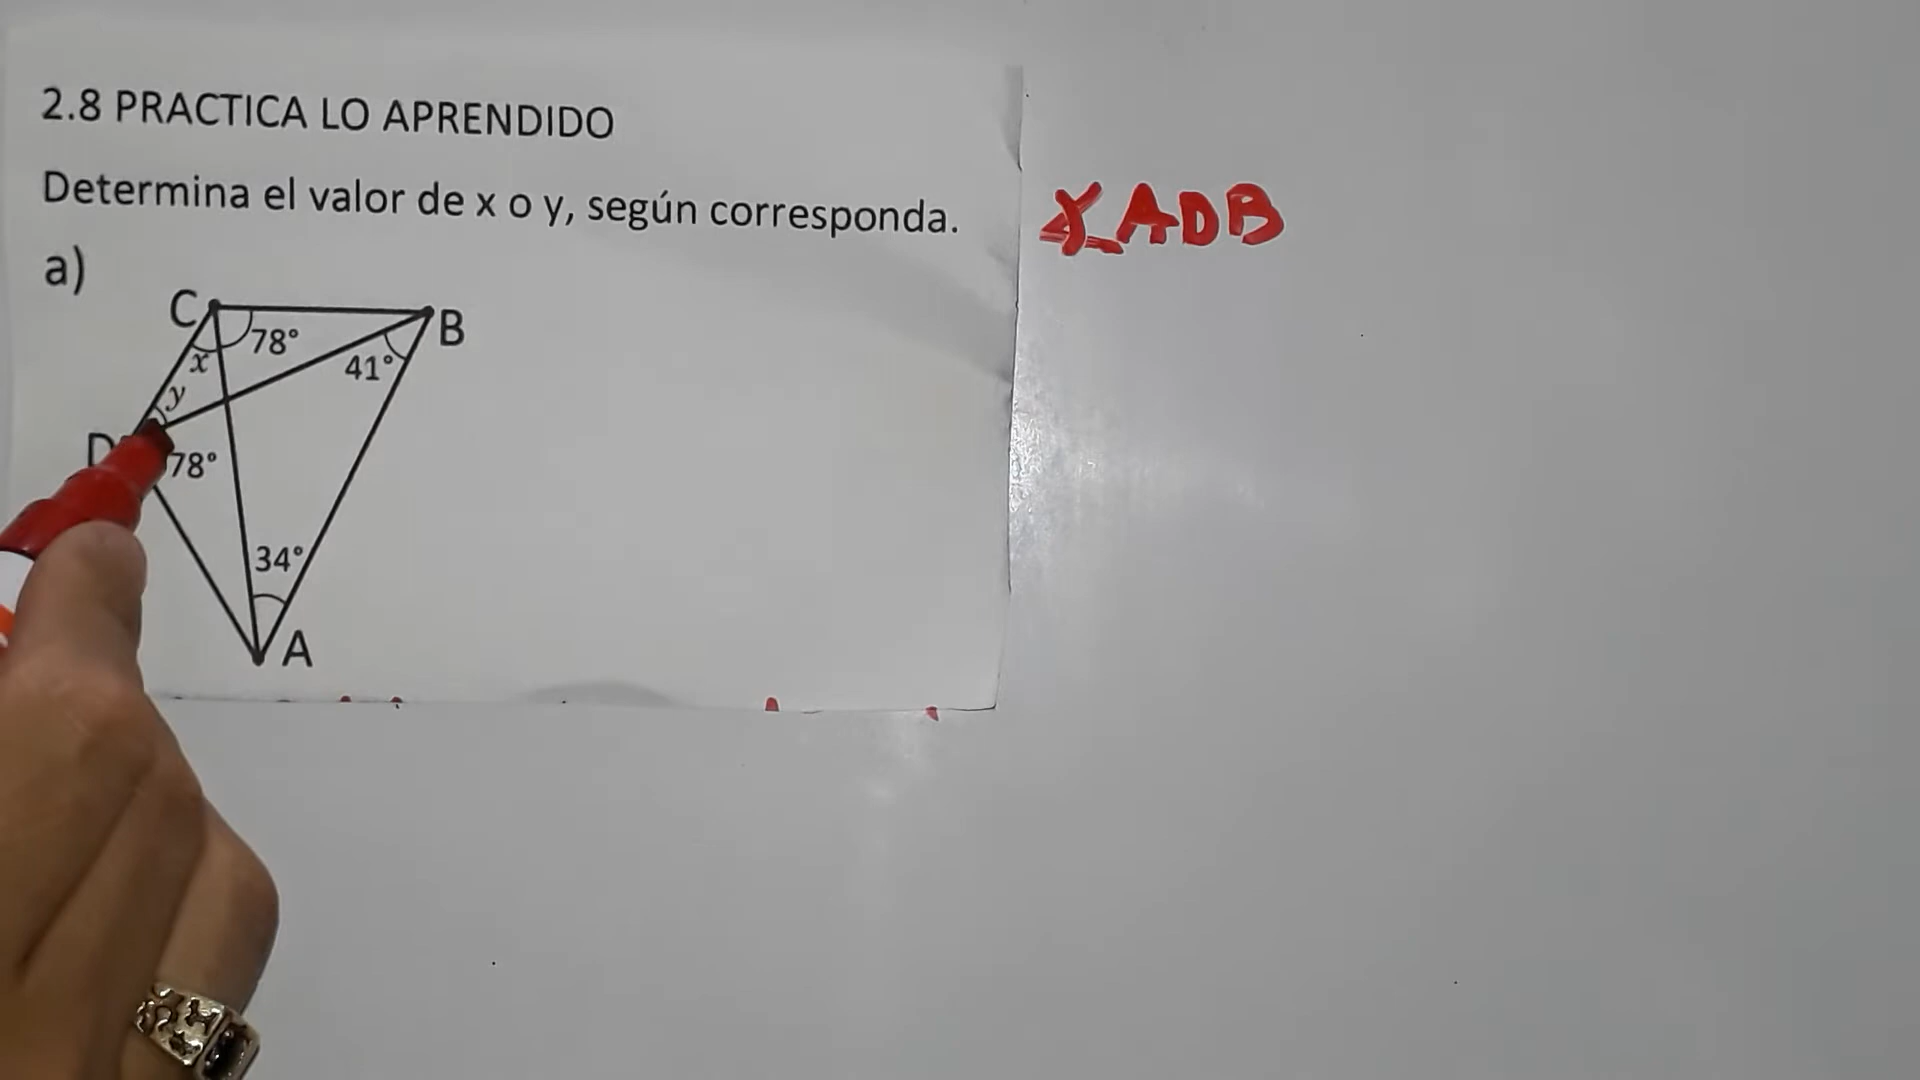 2.8 PRACTICA LO APRENDIDO
Determina el valor de x o y, según corresponda.
∠ADB
a)
C
B
78°
x
41°
y
D
78°
34°
A